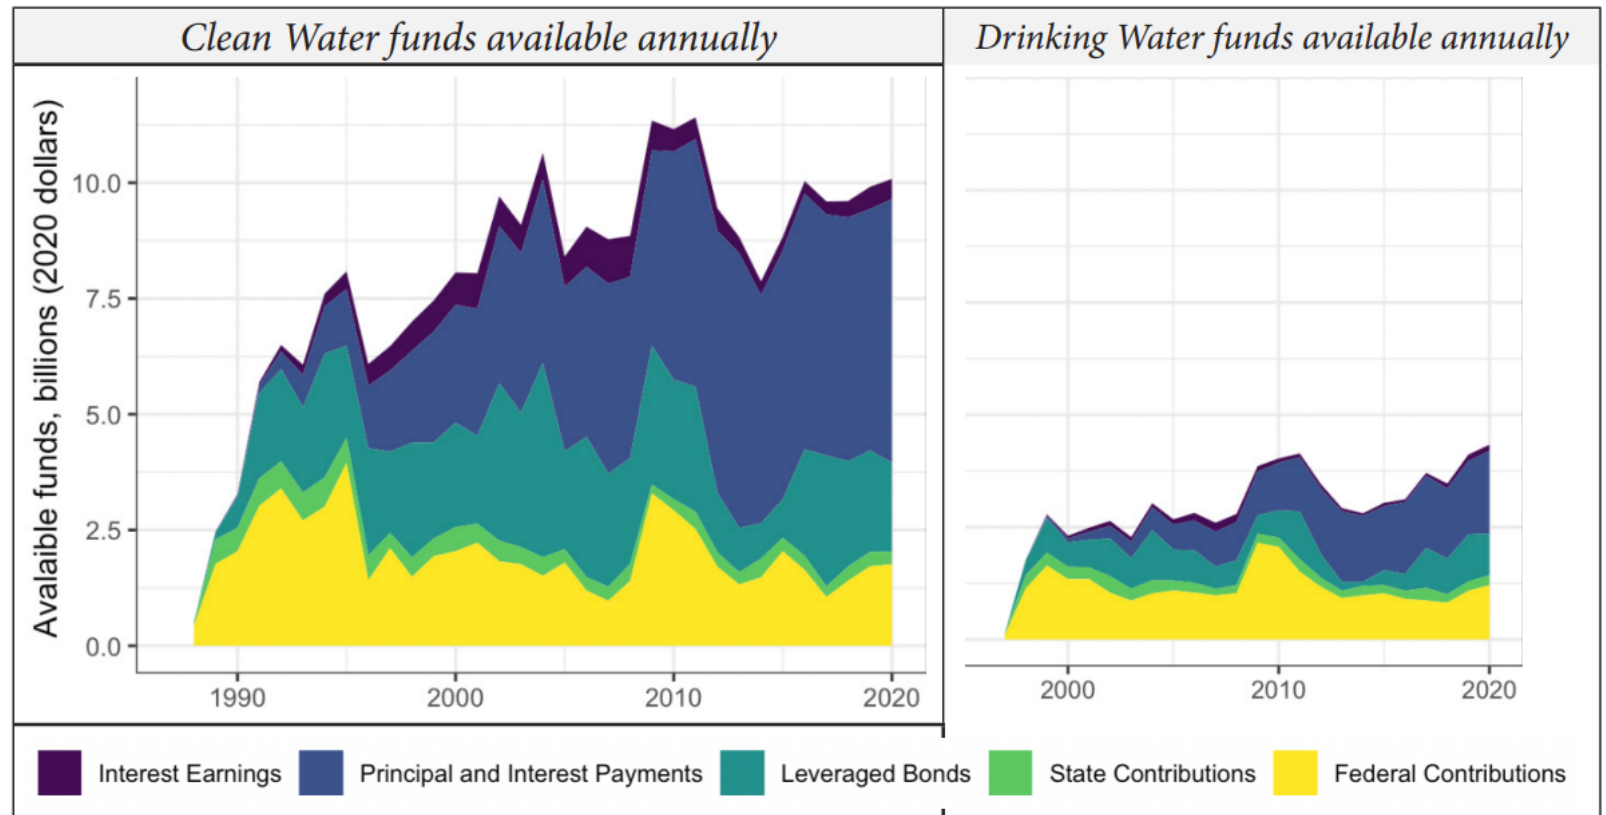 Clean Water funds available annually
Drinking Water funds available annually
Avalaible funds, billions (2020 dollars)
10.0
7.5
5.0
2.5
0.0
1990 2000 2010 2020
2000 2010 2020
Interest Earnings Principal and Interest Payments Leveraged Bonds State Contributions Federal Contributions